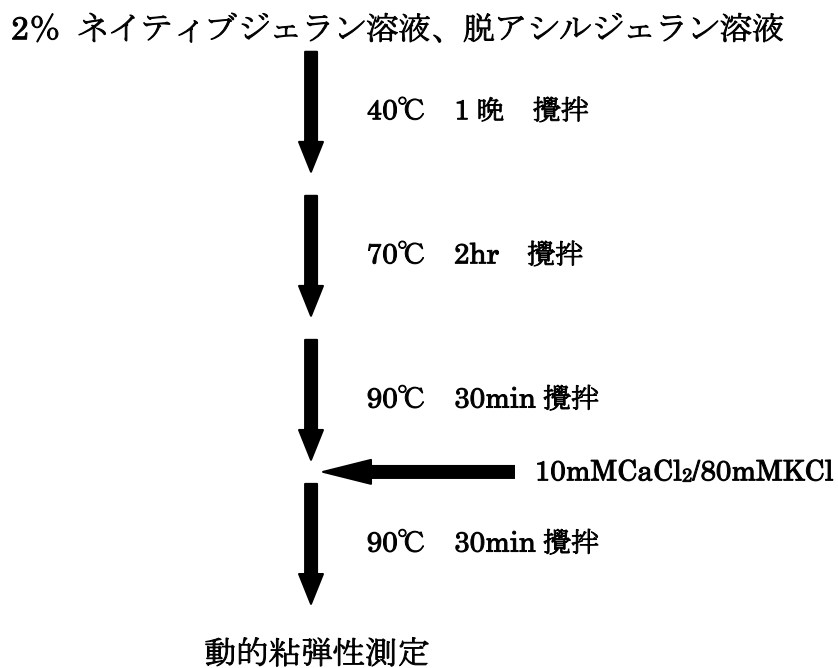 2% ネイティブジェラン溶液、脱アシルジェラン溶液
40℃ 1晩 攪拌
70℃ 2hr 攪拌
90℃ 30min 攪拌
10mMCaCl₂/80mMKCl
90℃ 30min 攪拌
動的粘弾性測定